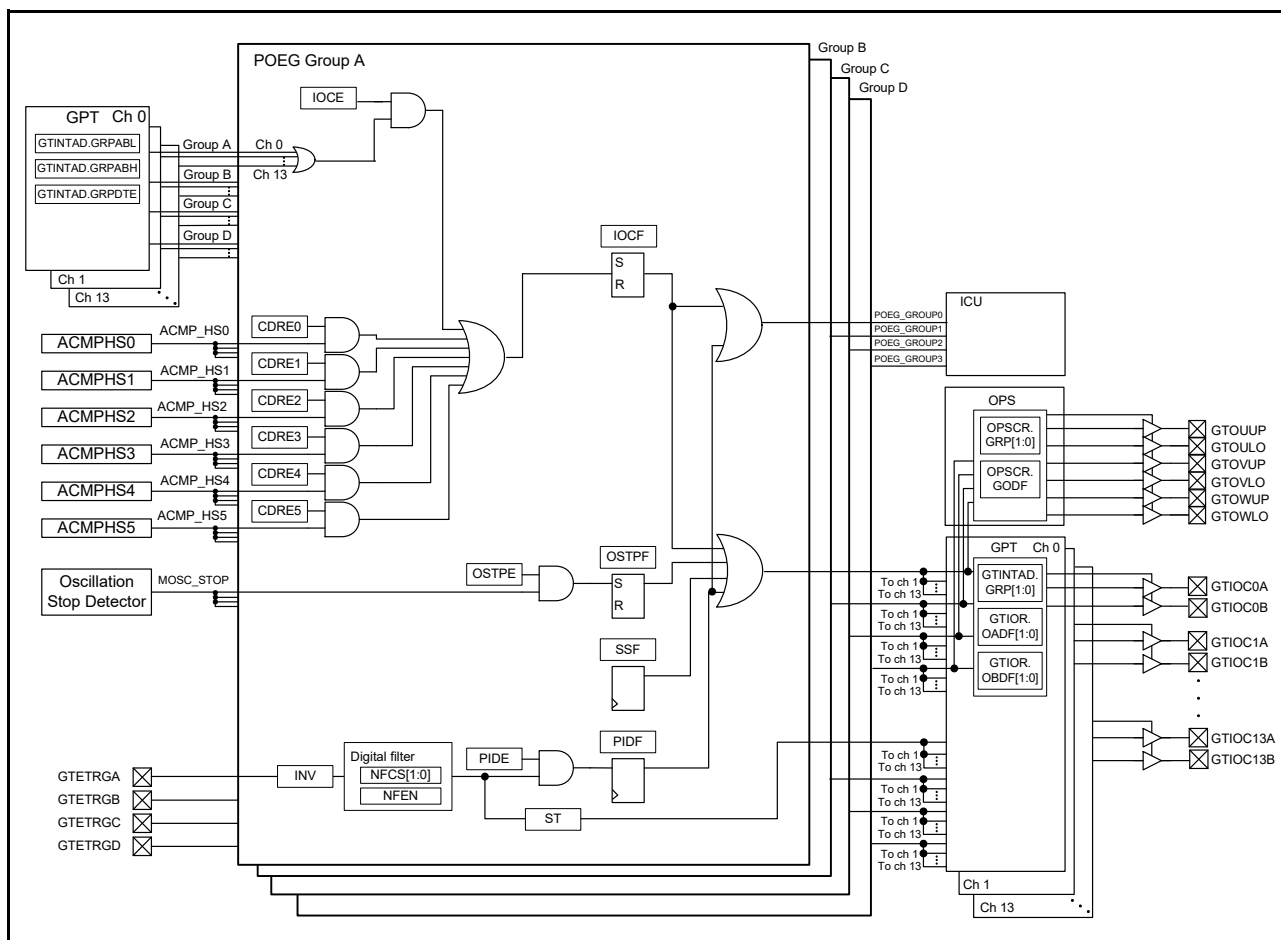 POEG Group A
Group B
Group C
Group D
IOCE
GPT Ch 0
GTINTAD.GRPABL
GTINTAD.GRPABH
GTINTAD.GRPDTE
Group A
Group B
Group C
Group D
Ch 0
Ch 13
Ch 1
Ch 13
IOCF
S
R
ICU
POEG_GROUP0
POEG_GROUP1
POEG_GROUP2
POEG_GROUP3
ACMPHS0
ACMP_HS0
CDRE0
ACMPHS1
ACMP_HS1
CDRE1
ACMPHS2
ACMP_HS2
CDRE2
ACMPHS3
ACMP_HS3
CDRE3
ACMPHS4
ACMP_HS4
CDRE4
ACMPHS5
ACMP_HS5
CDRE5
OPS
OPSCR.
GRP[1:0]
OPSCR.
GODF
GTOUUP
GTOULO
GTOVUP
GTOVLO
GTOWUP
GTOWLO
Oscillation
Stop Detector
MOSC_STOP
OSTPE
OSTPF
S
R
SSF
GPT Ch 0
GTINTAD.
GRP[1:0]
GTIOR.
OADF[1:0]
GTIOR.
OBDF[1:0]
To ch 1
To ch 13
To ch 1
To ch 13
To ch 1
To ch 13
To ch 1
To ch 13
GTIOC0A
GTIOC0B
GTIOC1A
GTIOC1B
GTIOC13A
GTIOC13B
GTETRGA
GTETRGB
GTETRGC
GTETRGD
INV
Digital filter
NFCS[1:0]
NFEN
PIDE
PIDF
ST
To ch 1
To ch 13
To ch 1
To ch 13
To ch 1
To ch 13
To ch 1
To ch 13
Ch 1
Ch 13